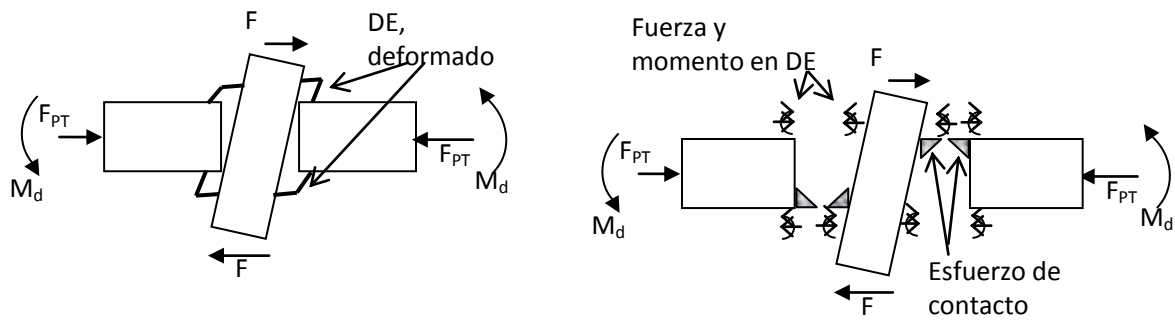 F
DE,
deformado
F_PT
M_d
F_PT
M_d
F
Fuerza y
momento en DE
F
F_PT
M_d
F_PT
M_d
F
Esfuerzo de
contacto